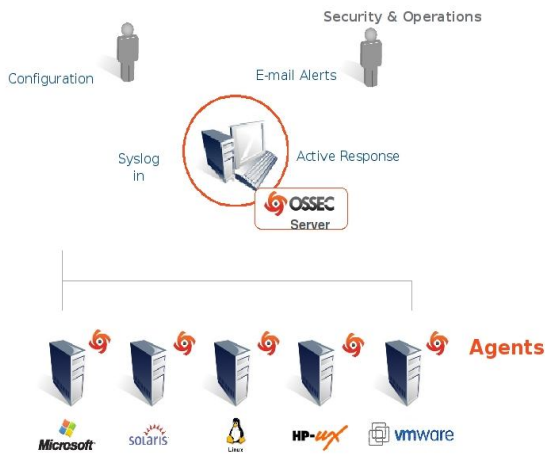 Security & Operations
Configuration
E-mail Alerts
Syslog
in
Active Response
OSSEC
Server
Agents
Microsoft
solaris
Linux
HP-UX
vmware